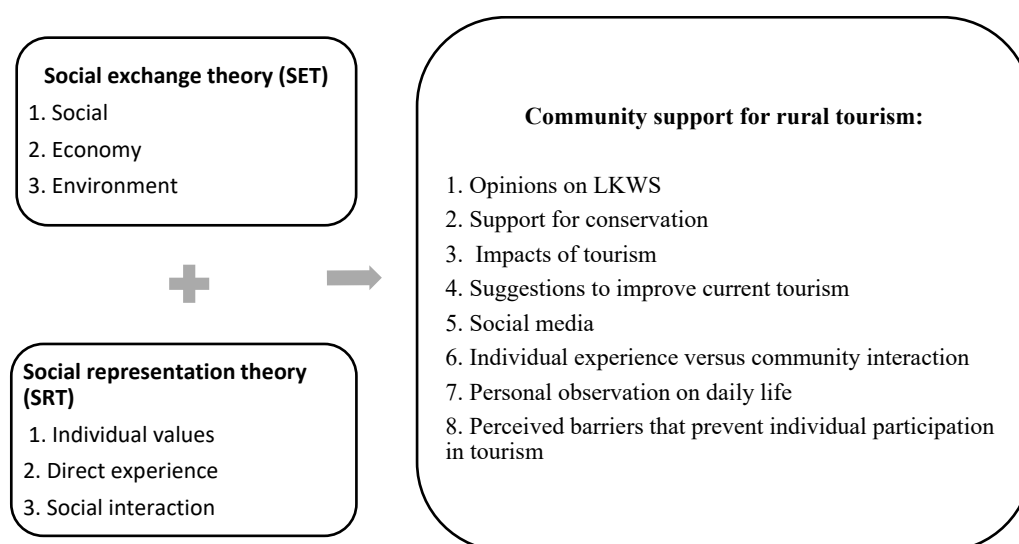 Social exchange theory (SET)
1. Social
2. Economy
3. Environment
Social representation theory
(SRT)
1. Individual values
2. Direct experience
3. Social interaction
Community support for rural tourism:
1. Opinions on LKWS
2. Support for conservation
3. Impacts of tourism
4. Suggestions to improve current tourism
5. Social media
6. Individual experience versus community interaction
7. Personal observation on daily life
8. Perceived barriers that prevent individual participation
in tourism